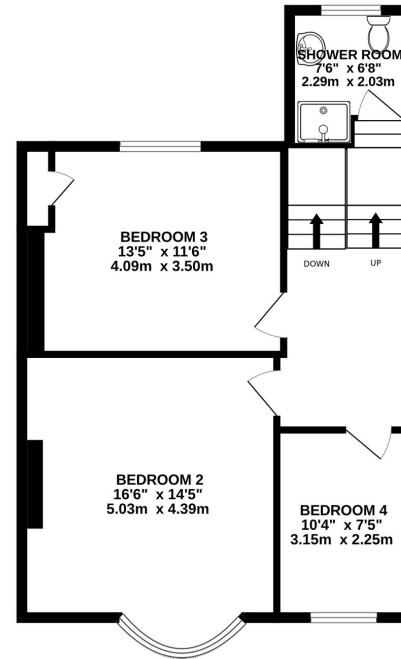 SHOWER ROOM
7'6" x 6'8"
2.29m x 2.03m
BEDROOM 3
13'5" x 11'6"
4.09m x 3.50m
DOWN
UP
BEDROOM 2
16'6" x 14'5"
5.03m x 4.39m
BEDROOM 4
10'4" x 7'5"
3.15m x 2.25m